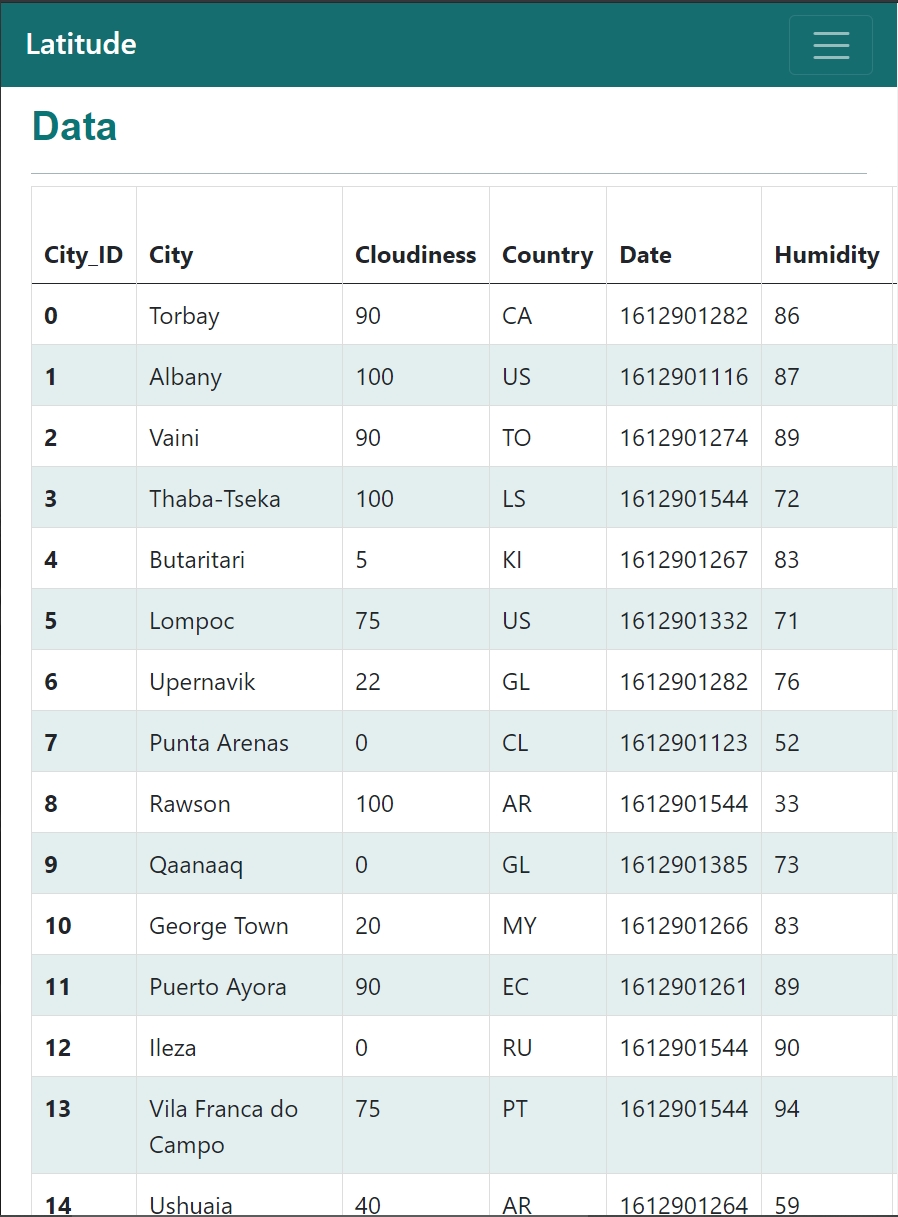 Latitude
Data
City_ID City Cloudiness Country Date Humidity
0 Torbay 90 CA 1612901282 86
1 Albany 100 US 1612901116 87
2 Vaini 90 TO 1612901274 89
3 Thaba-Tseka 100 LS 1612901544 72
4 Butaritari 5 KI 1612901267 83
5 Lompoc 75 US 1612901332 71
6 Upernavik 22 GL 1612901282 76
7 Punta Arenas 0 CL 1612901123 52
8 Rawson 100 AR 1612901544 33
9 Qaanaaq 0 GL 1612901385 73
10 George Town 20 MY 1612901266 83
11 Puerto Ayora 90 EC 1612901261 89
12 Ileza 0 RU 1612901544 90
13 Vila Franca do 75 PT 1612901544 94
Campo
14 Ushuaia 40 AR 1612901264 59